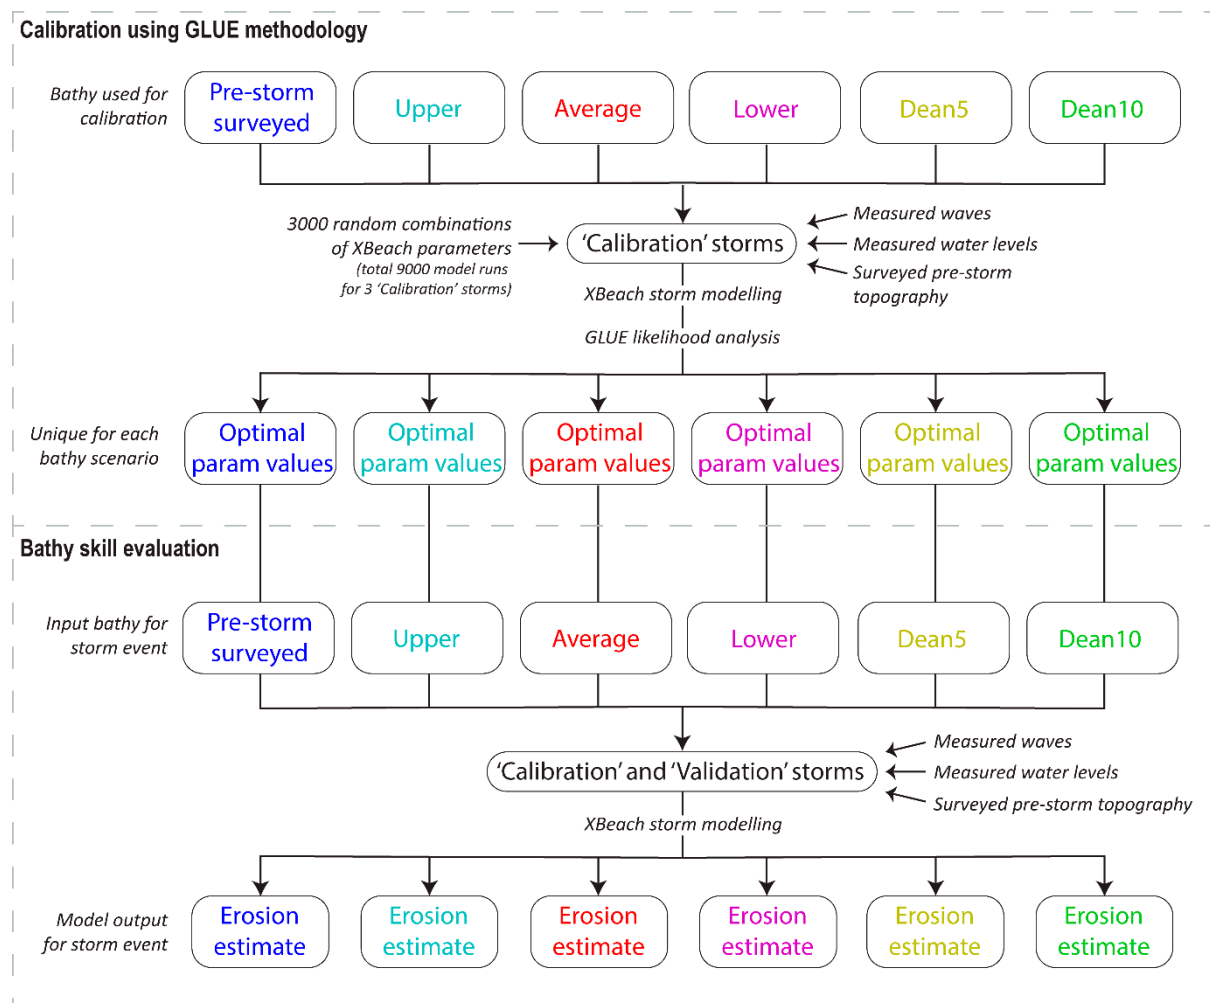 Calibration using GLUE methodology
Bathy used for
calibration
Pre-storm
surveyed
Upper
Average
Lower
Dean5
Dean10
3000 random combinations
of XBeach parameters
(total 9000 model runs
for 3 ‘Calibration’ storms)
‘Calibration’ storms
Measured waves
Measured water levels
Surveyed pre-storm
topography
XBeach storm modelling
GLUE likelihood analysis
Unique for each
bathy scenario
Optimal
param values
Optimal
param values
Optimal
param values
Optimal
param values
Optimal
param values
Optimal
param values
Bathy skill evaluation
Input bathy for
storm event
Pre-storm
surveyed
Upper
Average
Lower
Dean5
Dean10
‘Calibration’ and ‘Validation’ storms
Measured waves
Measured water levels
Surveyed pre-storm topography
XBeach storm modelling
Model output
for storm event
Erosion
estimate
Erosion
estimate
Erosion
estimate
Erosion
estimate
Erosion
estimate
Erosion
estimate